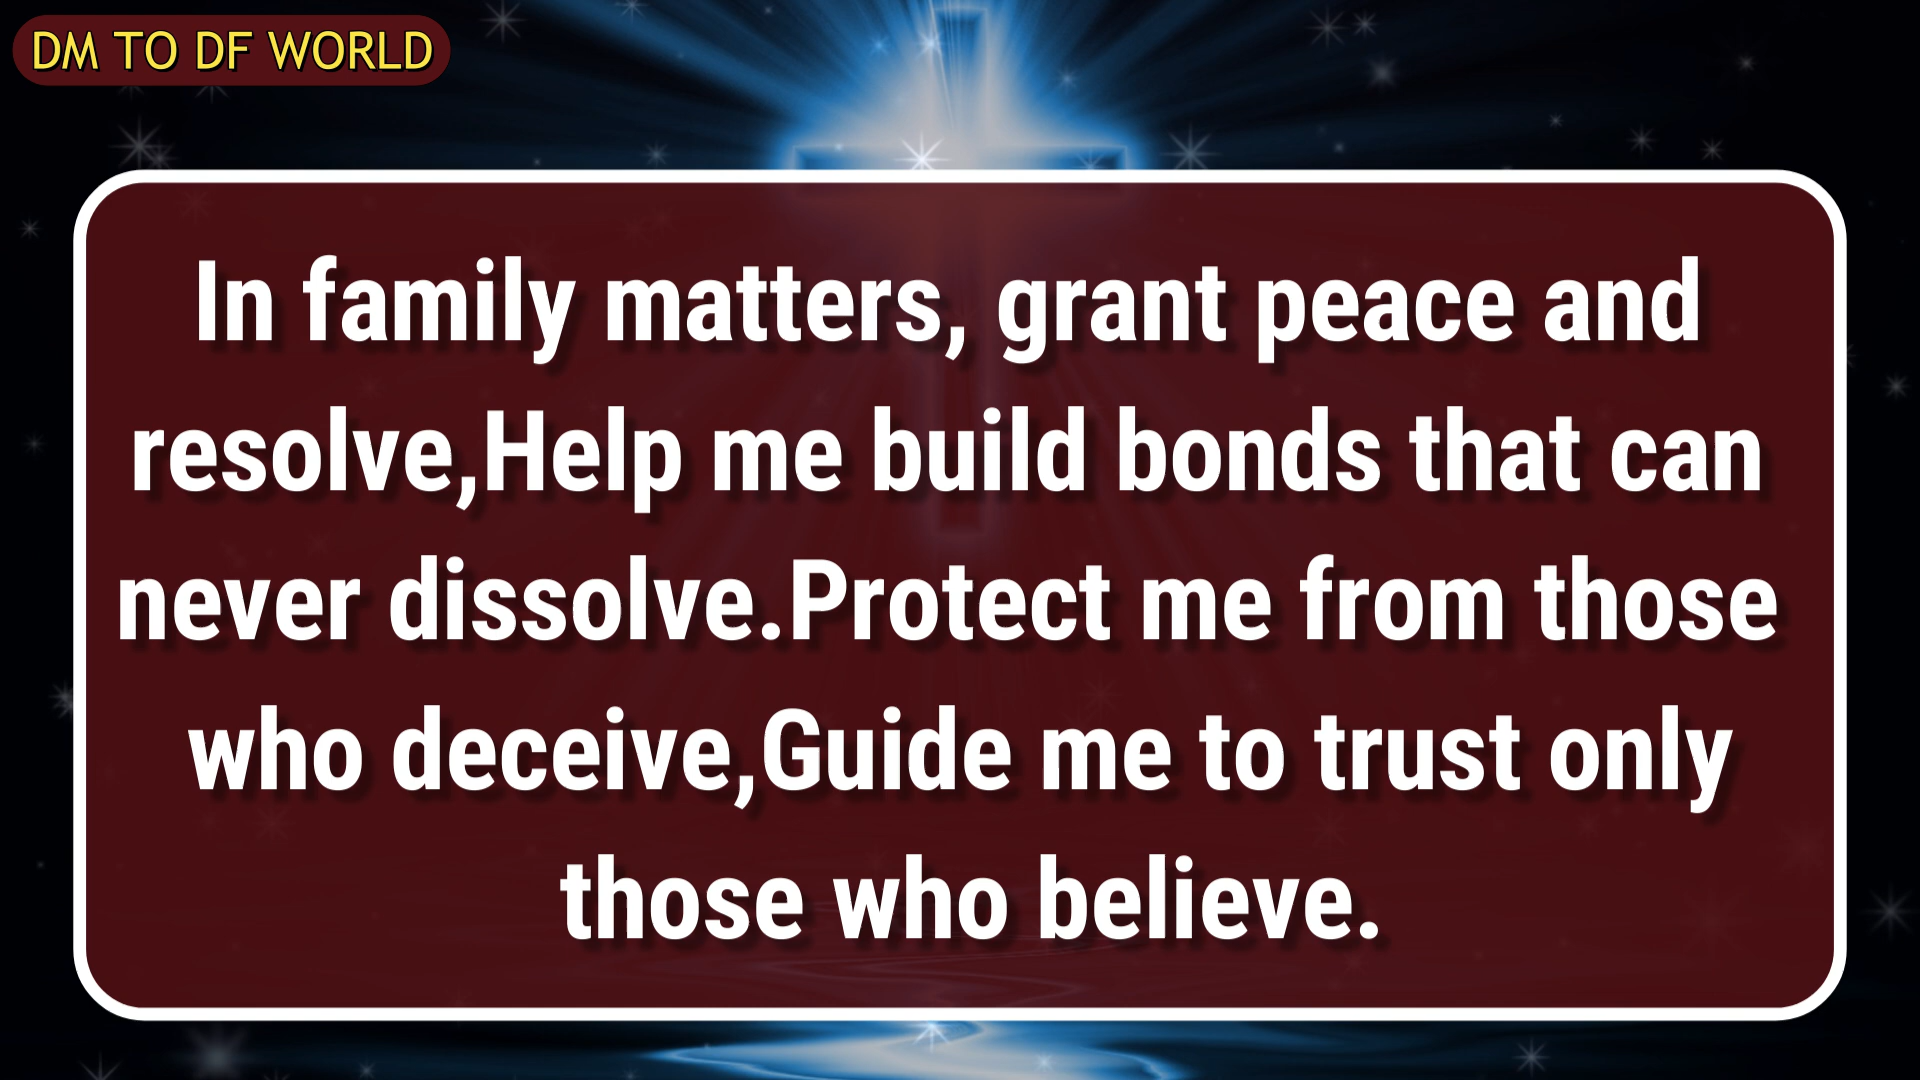 DM TO DF WORLD
In family matters, grant peace and
resolve,Help me build bonds that can
never dissolve.Protect me from those
who deceive,Guide me to trust only
those who believe.